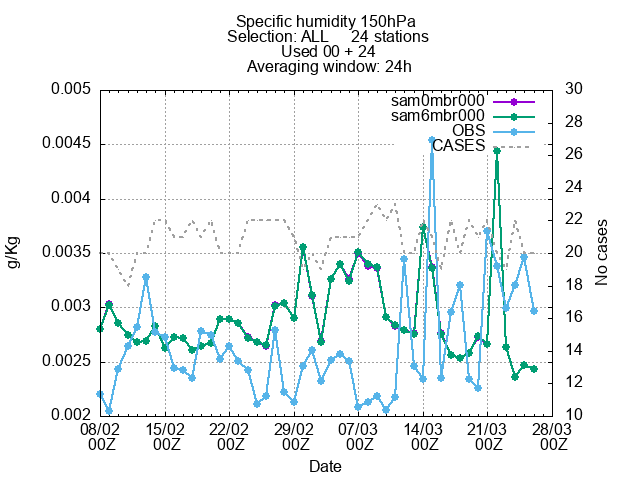 Specific humidity 150hPa
Selection: ALL 24 stations
Used 00 + 24
Averaging window: 24h
0.005
0.0045
0.004
0.0035
0.003
0.0025
0.002
g/Kg
30
28
26
24
22
20
18
16
14
12
10
No cases
sam0mbr000
sam6mbr000
OBS
CASES
08/02 15/02 22/02 29/02 07/03 14/03 21/03 28/03
00Z 00Z 00Z 00Z 00Z 00Z 00Z 00Z
Date